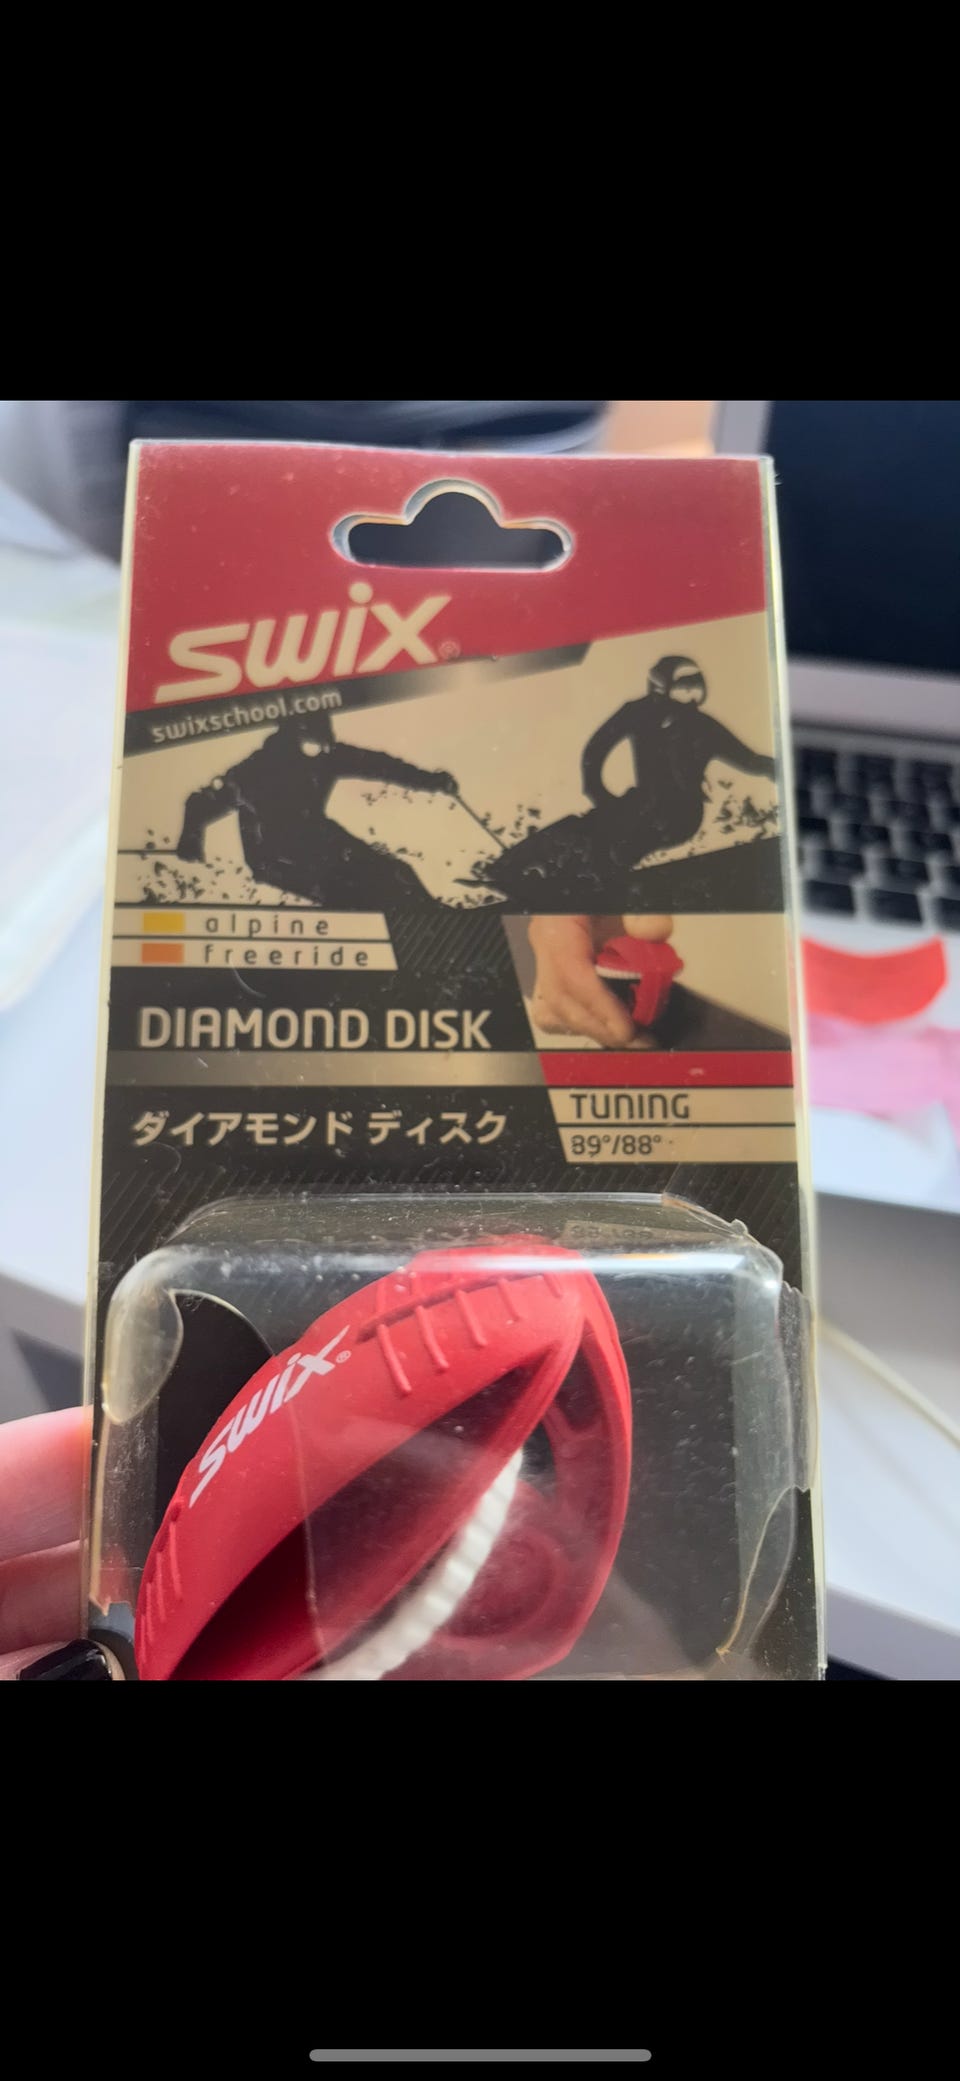 swix®
swixschool.com
alpine
freeride
DIAMOND DISK
ダイアモンド ディスク
TUNING
89°/88°
swix®